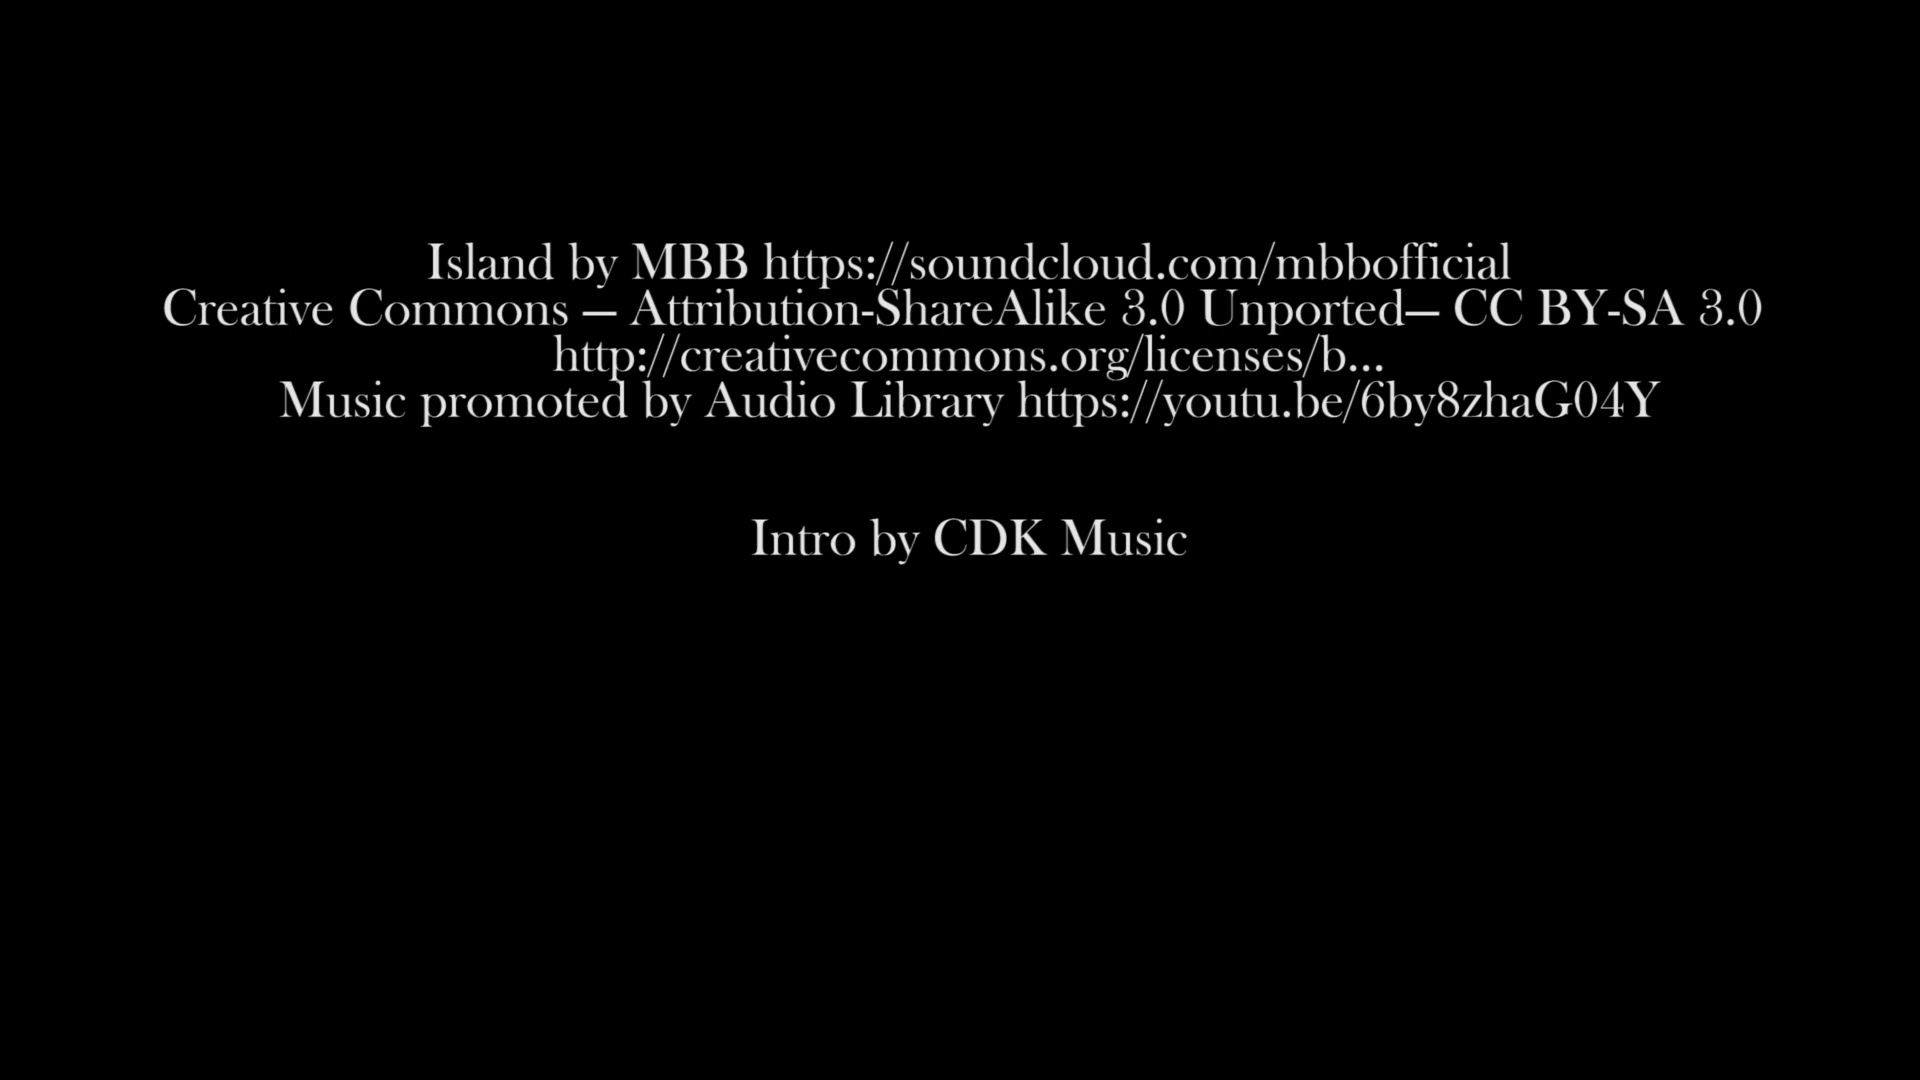 Island by MBB https://soundcloud.com/mbbofficial
Creative Commons — Attribution-ShareAlike 3.0 Unported— CC BY-SA 3.0
http://creativecommons.org/licenses/b...
Music promoted by Audio Library https://youtu.be/6by8zhaG04Y
Intro by CDK Music